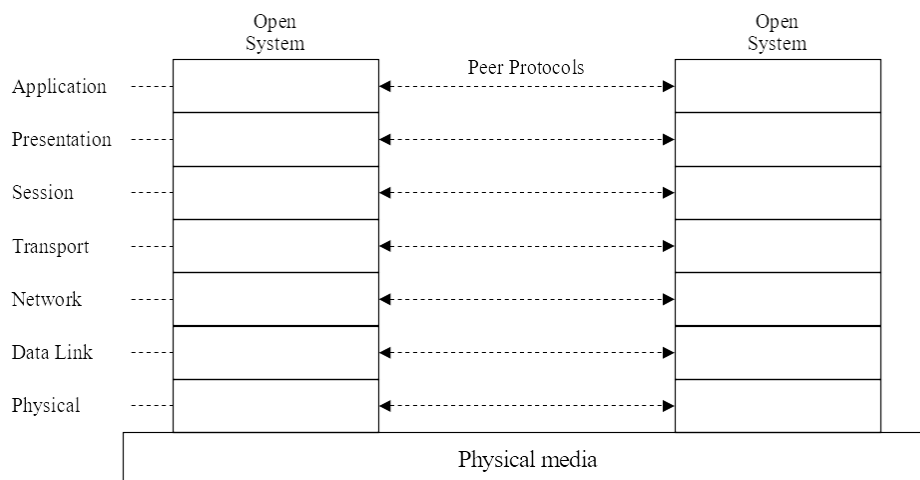 Open
System
Open
System
Peer Protocols
Application
Presentation
Session
Transport
Network
Data Link
Physical
Physical media